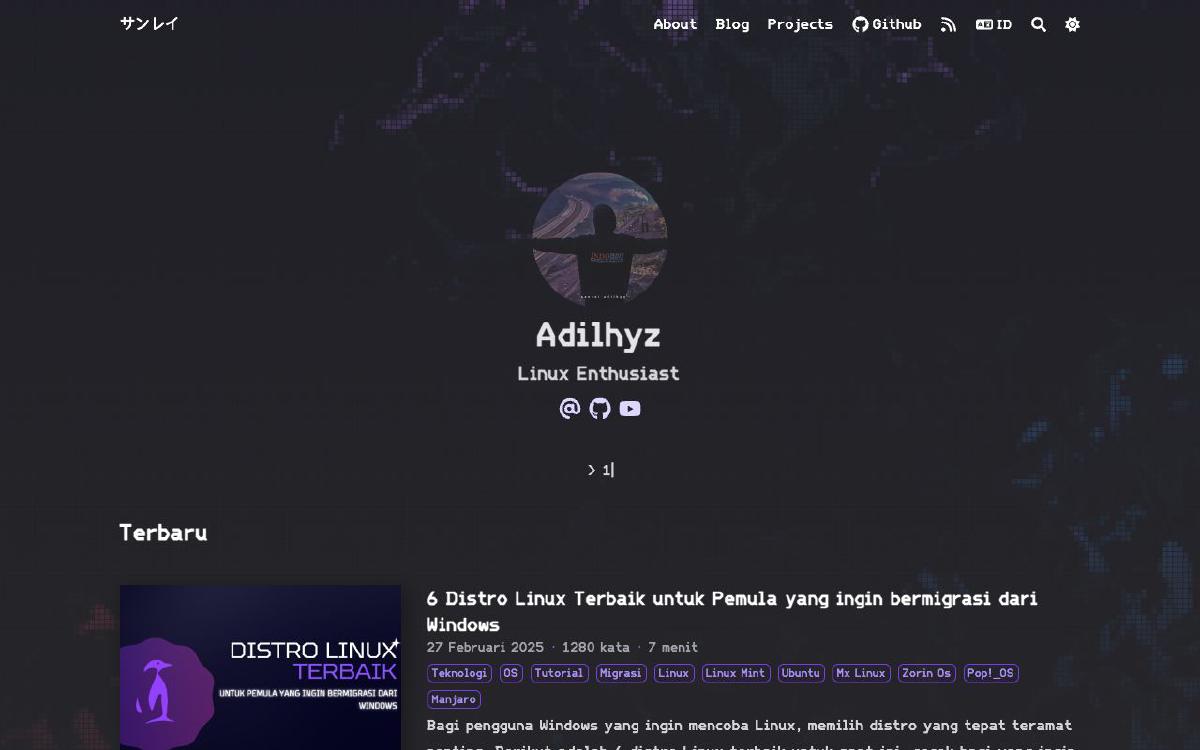 サンレイ
About Blog Projects Github ID
Adilhyz
Linux Enthusiast
❯ 1
Terbaru
DISTRO LINUX
TERBAIK
UNTUK PEMULA YANG INGIN BERMIGRASI DARI
WINDOWS
6 Distro Linux Terbaik untuk Pemula yang ingin bermigrasi dari
Windows
27 Februari 2025 · 1280 kata · 7 menit
Teknologi OS Tutorial Migrasi Linux Linux Mint Ubuntu Mx Linux Zorin Os Pop!_OS
Manjaro
Bagi pengguna Windows yang ingin mencoba Linux, memilih distro yang tepat teramat